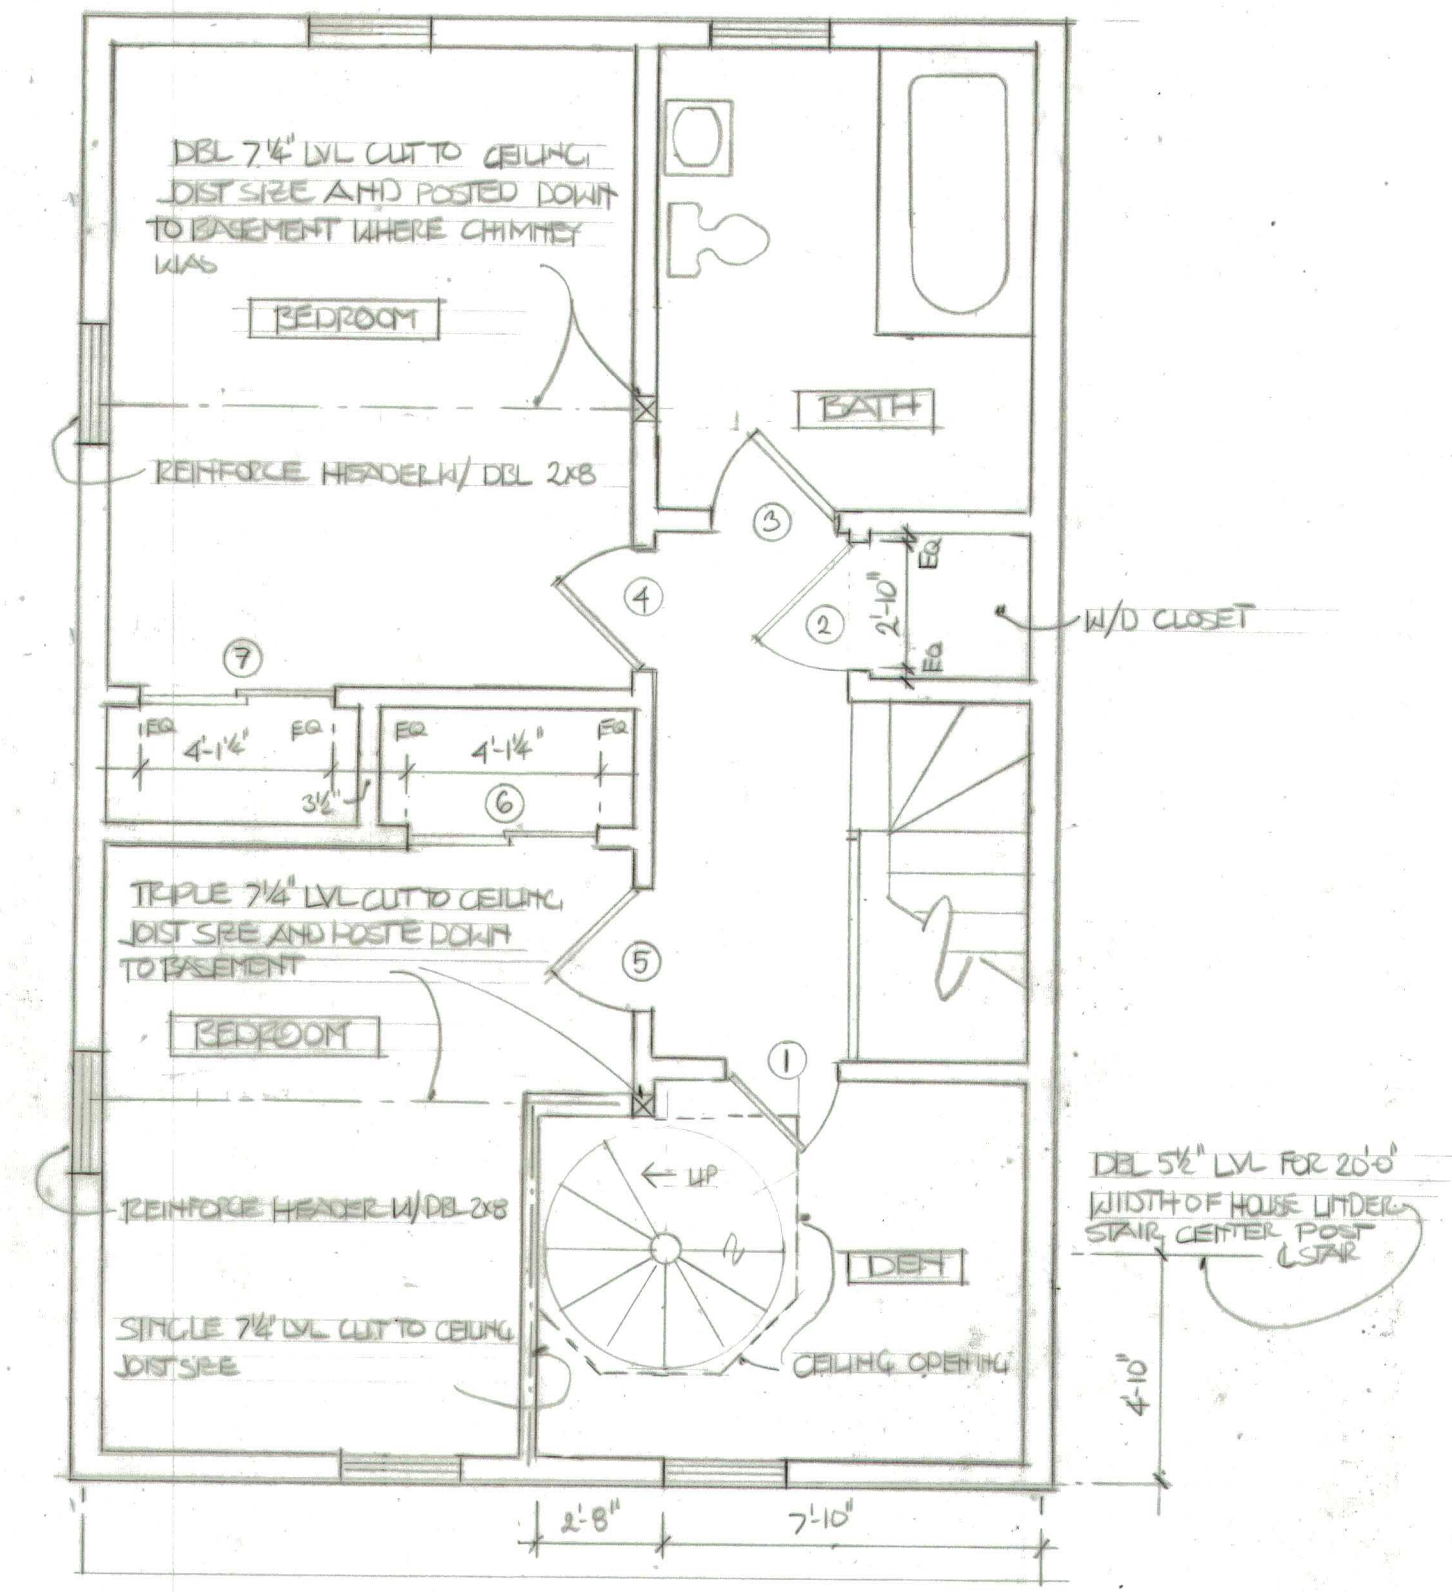 DBL 7¼" LVL CUT TO CEILING
JOIST SIZE AND POSTED DOWN
TO BASEMENT WHERE CHIMNEY
WAS
BEDROOM
BATH
REINFORCE HEADER W/ DBL 2x8
3
4
2
EQ
2'-10"
EQ
W/D CLOSET
7
EQ
4'-1¼"
EQ
EQ
4'-1¼"
EQ
3½"
6
TRIPLE 7¼" LVL CUT TO CEILING
JOIST SIZE AND POSTE DOWN
TO BASEMENT
5
BEDROOM
1
← UP
DBL 5½" LVL FOR 20'-0"
WIDTH OF HOUSE UNDER
STAIR CENTER POST
℄ STAIR
REINFORCE HEADER W/ DBL 2x8
DEN
SINGLE 7¼" LVL CUT TO CEILING
JOIST SIZE
CEILING OPENING
4'-10"
2'-8"
7'-10"